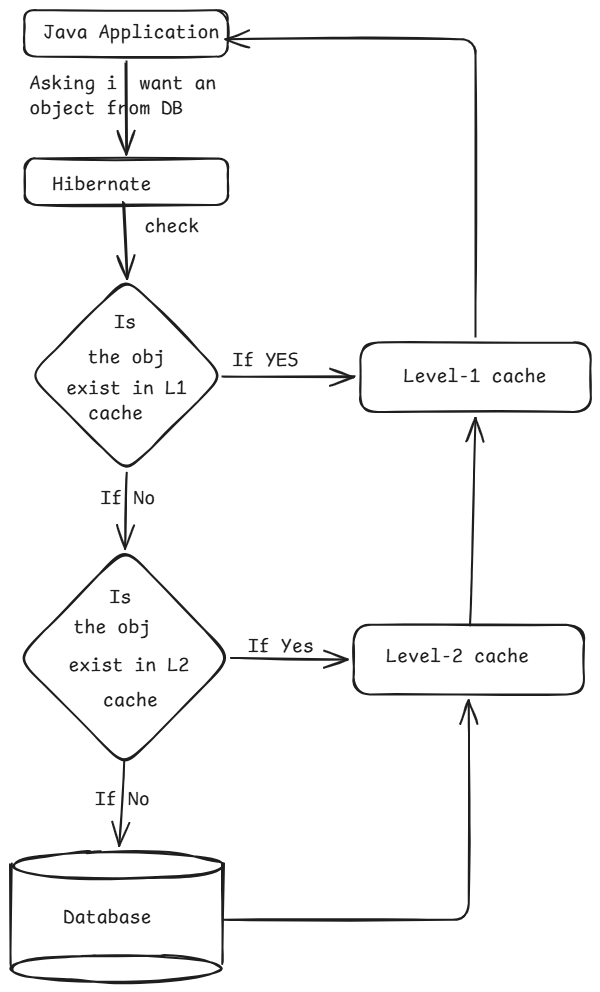 Java Application
Asking i want an
object from DB
Hibernate
check
Is
the obj
exist in L1
cache
If YES
Level-1 cache
If No
Is
the obj
exist in L2
cache
If Yes
Level-2 cache
If No
Database